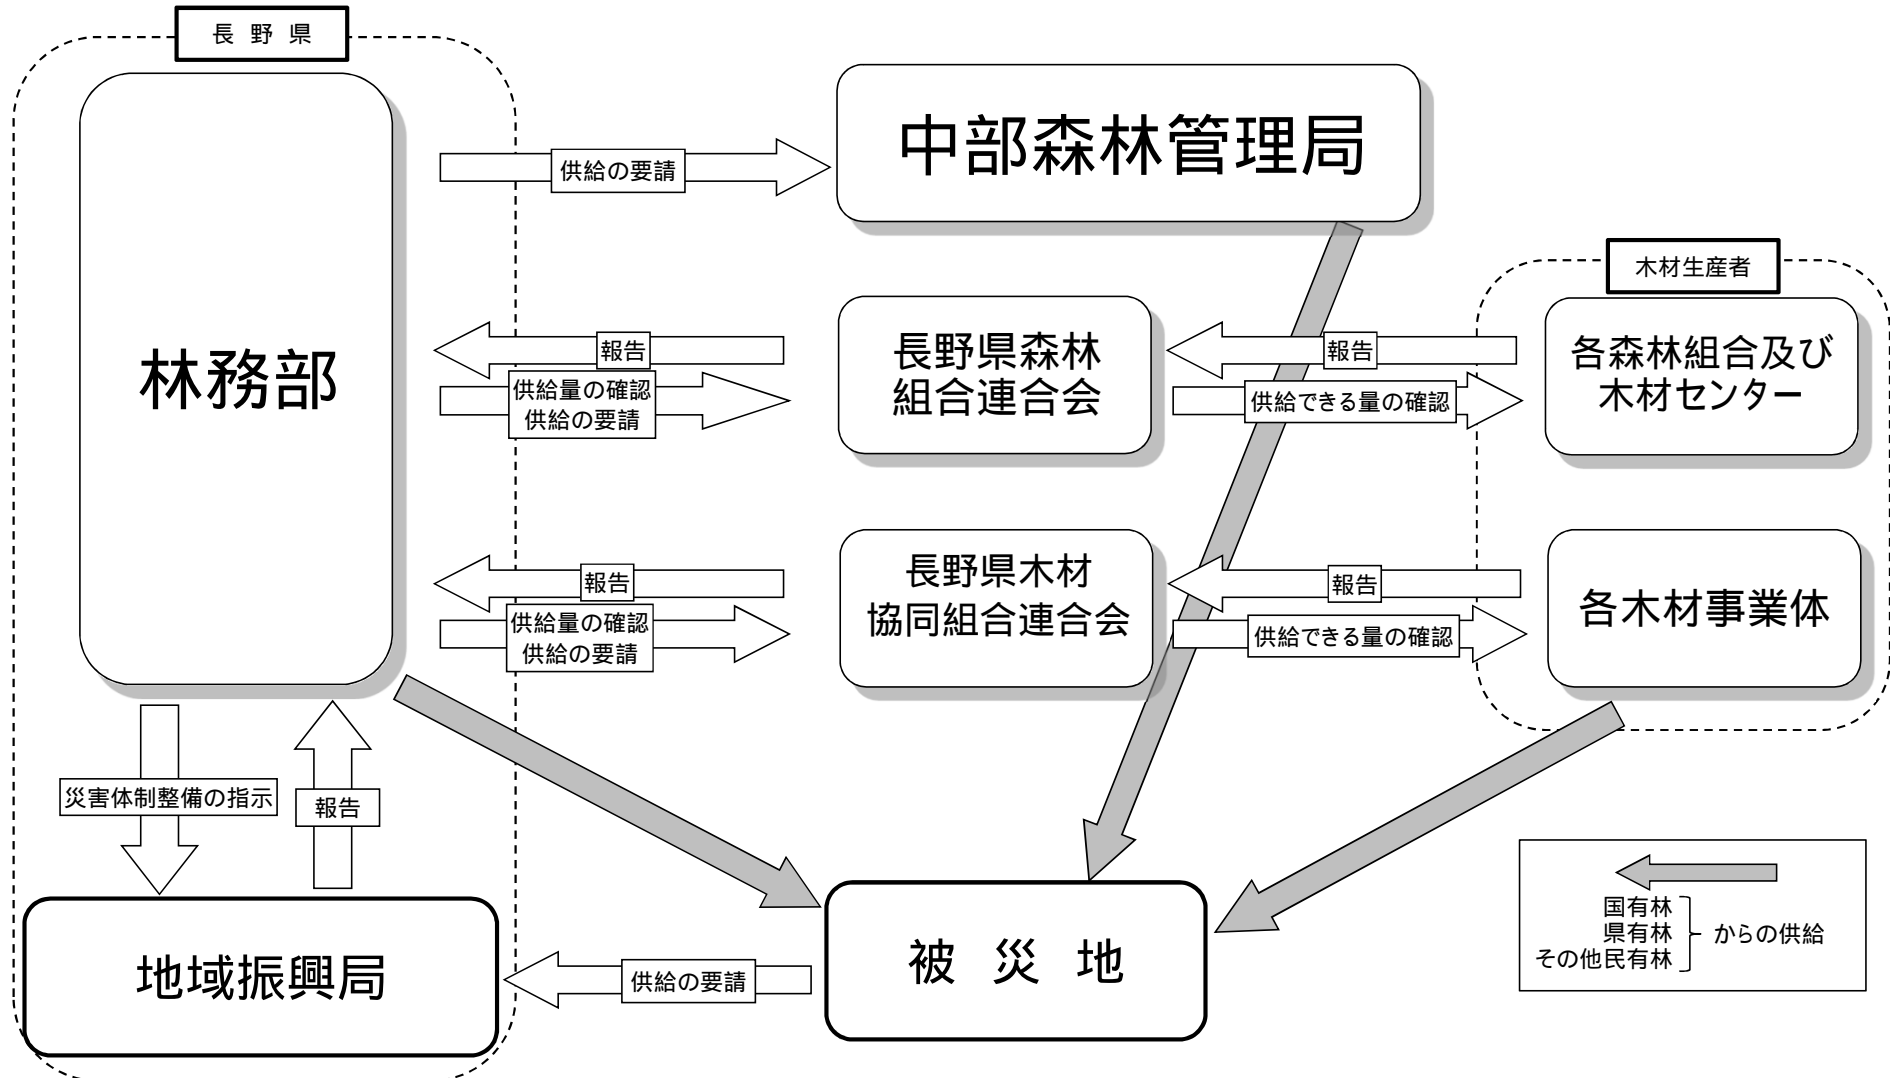 長 野 県
林務部
供給の要請
中部森林管理局
報告
供給量の確認
供給の要請
長野県森林
組合連合会
報告
供給できる量の確認
木材生産者
各森林組合及び
木材センター
報告
供給量の確認
供給の要請
長野県木材
協同組合連合会
報告
供給できる量の確認
各木材事業体
災害体制整備の指示
報告
地域振興局
供給の要請
被 災 地
国有林
県有林
その他民有林
からの供給